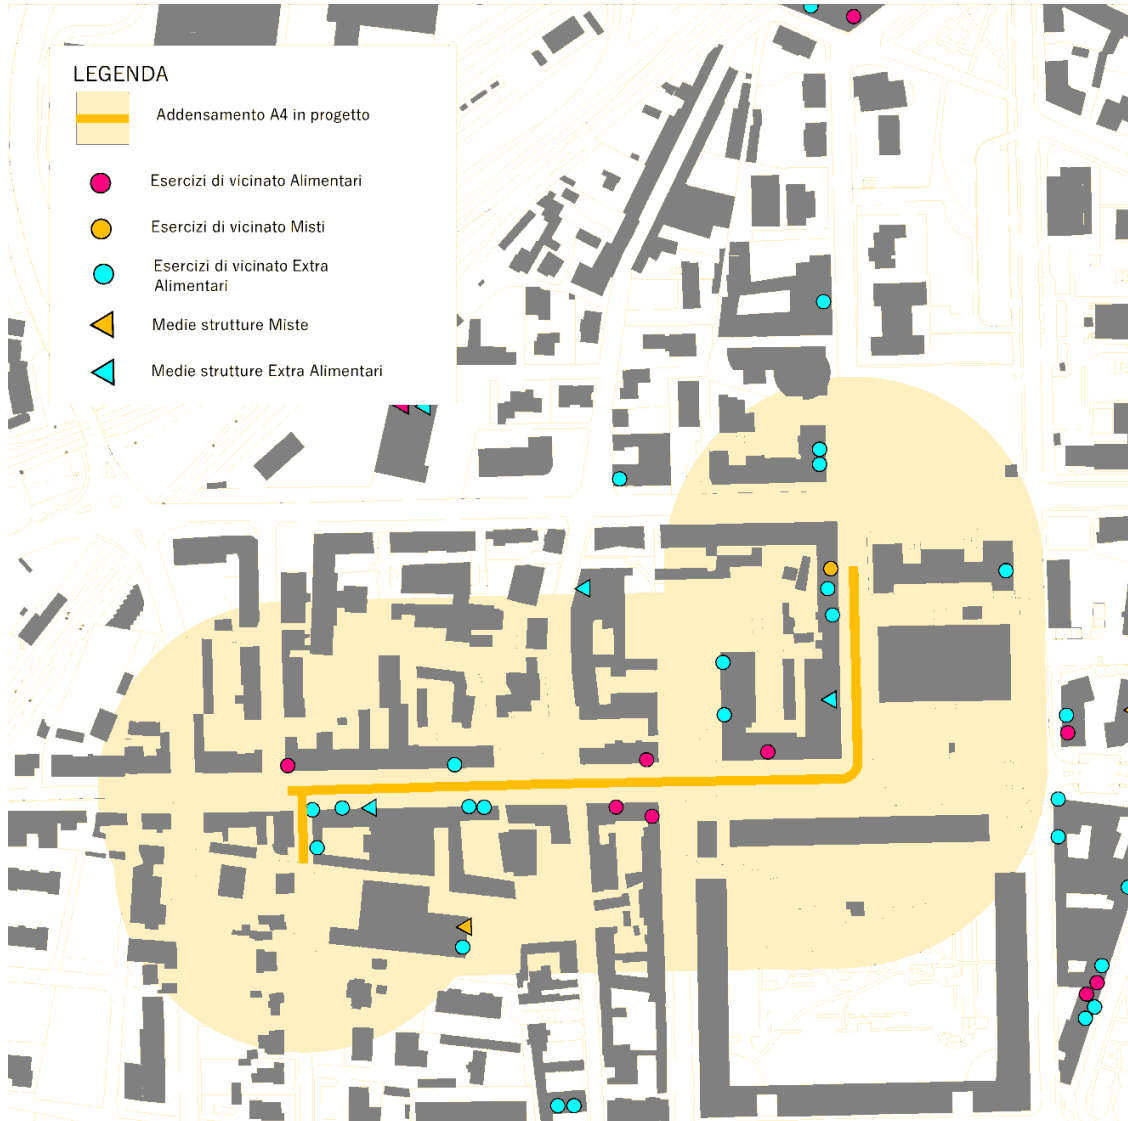 LEGENDA
Addensamento A4 in progetto
Esercizi di vicinato Alimentari
Esercizi di vicinato Misti
Esercizi di vicinato Extra
Alimentari
Medie strutture Miste
Medie strutture Extra Alimentari